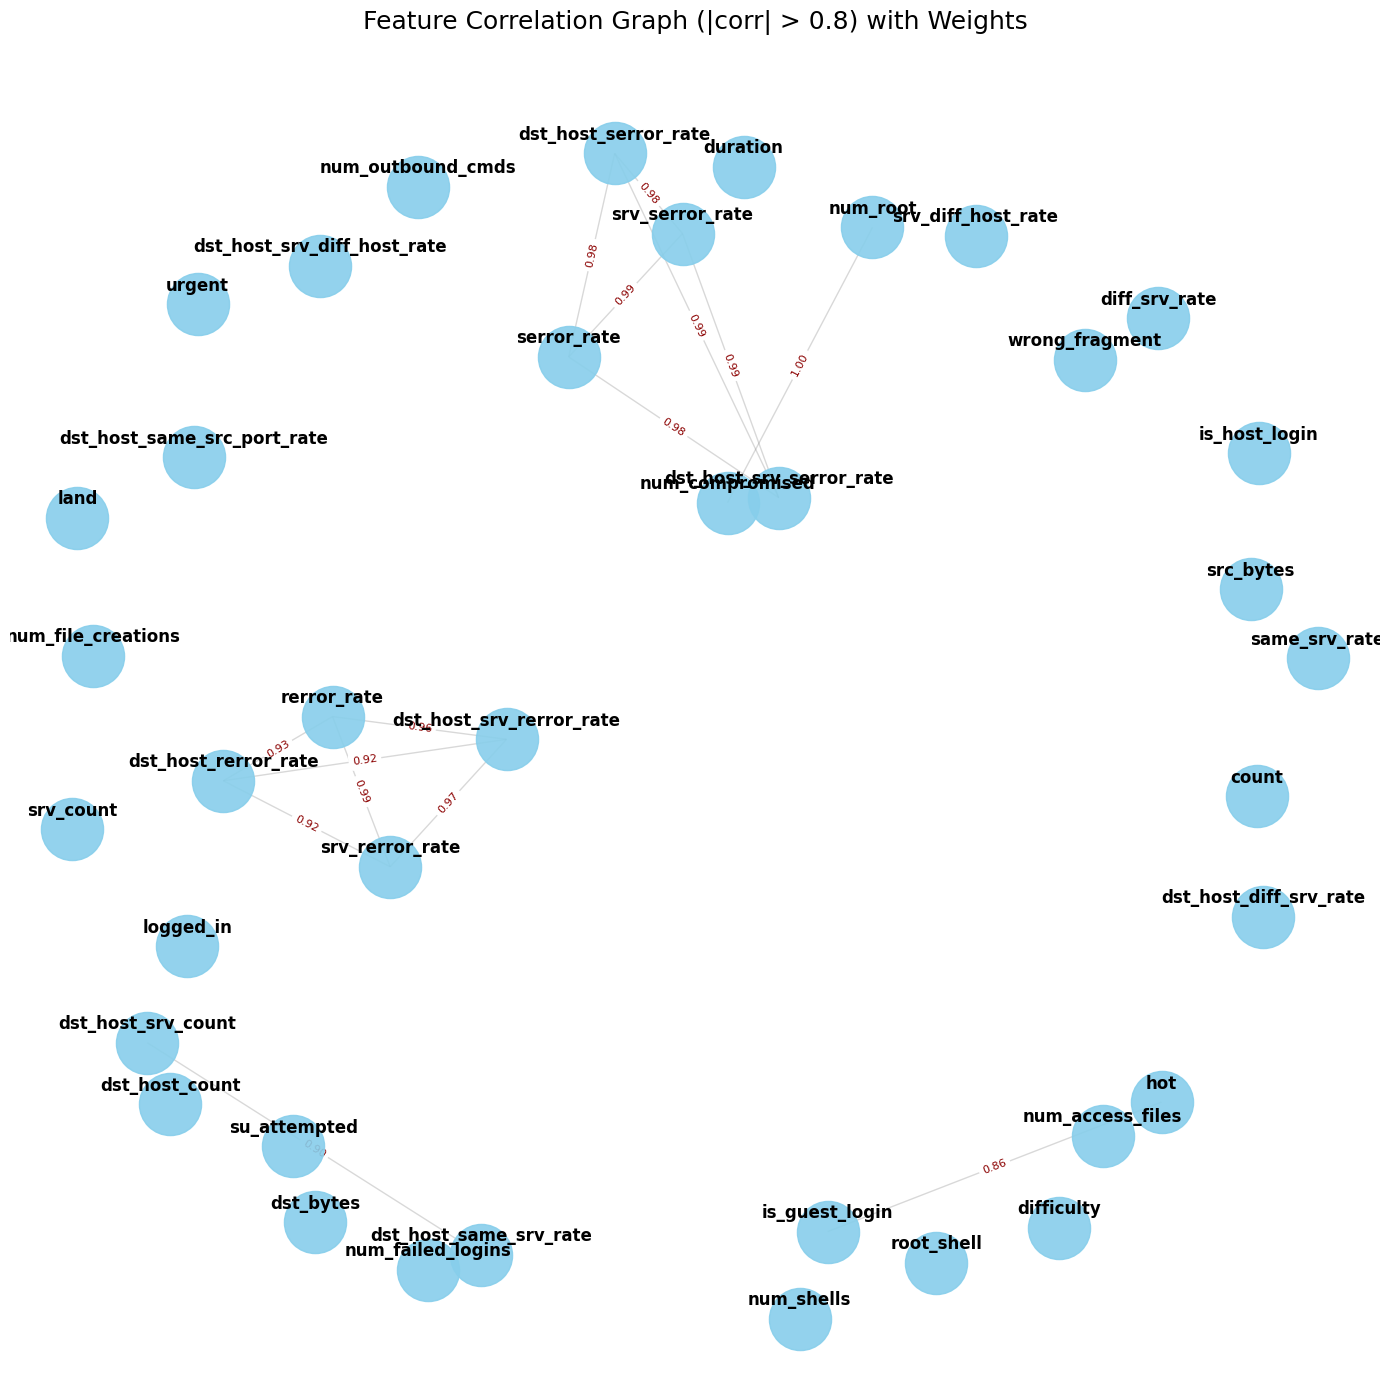 Feature Correlation Graph (|corr| > 0.8) with Weights
dst_host_serror_rate
duration
num_outbound_cmds
0.98
srv_serror_rate
num_root
srv_diff_host_rate
dst_host_srv_diff_host_rate
0.98
urgent
0.99
diff_srv_rate
0.99
serror_rate
wrong_fragment
0.99
1.00
0.98
is_host_login
dst_host_same_src_port_rate
dst_host_srv_serror_rate
num_compromised
land
src_bytes
num_file_creations
same_srv_rate
rerror_rate
dst_host_srv_rerror_rate
0.96
0.93
dst_host_rerror_rate
0.92
count
0.99
0.97
srv_count
0.92
srv_rerror_rate
dst_host_diff_srv_rate
logged_in
dst_host_srv_count
dst_host_count
hot
num_access_files
su_attempted
0.86
dst_bytes
is_guest_login
difficulty
dst_host_same_srv_rate
num_failed_logins
root_shell
num_shells